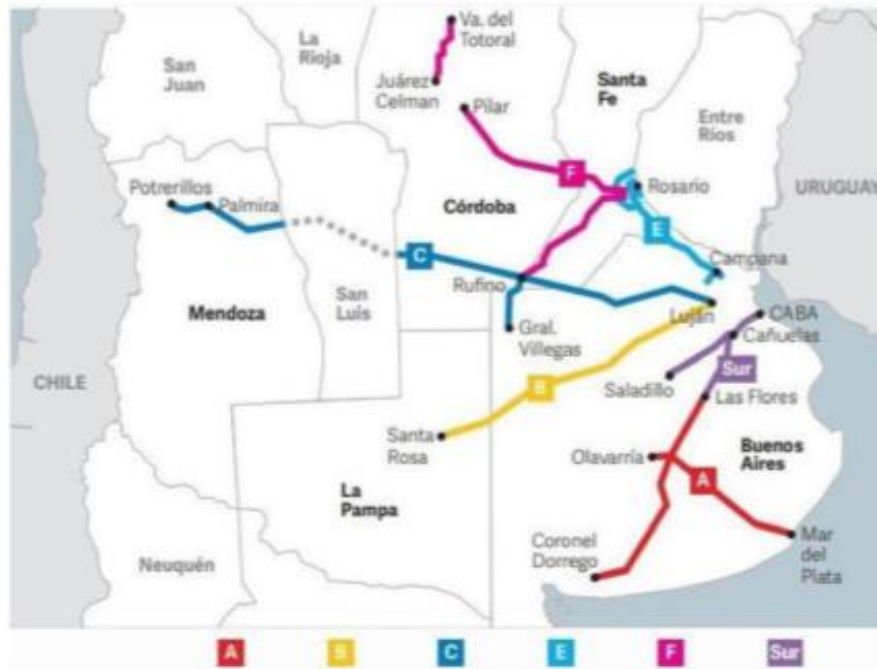 Va. del
Totoral
La
Rioja
San
Juan
Juárez
Celman
Santa
Fe
Pilar
Entre
Ríos
F
Potrerillos
Palmira
Rosario
URUGUAY
Córdoba
E
C
Campana
Rufino
Mendoza
San
Luis
Luján
CABA
Gral.
Villegas
Cañuelas
CHILE
B
Saladillo
Sur
Las Flores
Santa
Rosa
Olavarría
Buenos
Aires
A
La
Pampa
Coronel
Dorrego
Mar
del
Plata
Neuquén
A B C E F Sur